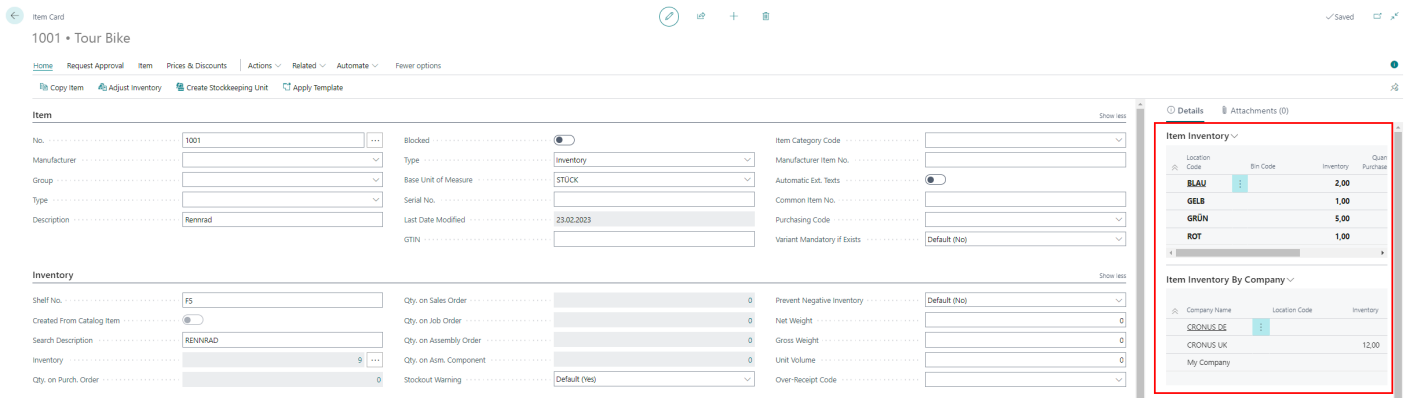 Item Card
Saved
1001 • Tour Bike
Home Request Approval Item Prices & Discounts Actions Related Automate Fewer options
Copy Item Adjust Inventory Create Stockkeeping Unit Apply Template
Item Show less
No. 1001 Blocked Item Category Code
Manufacturer Type Inventory Manufacturer Item No.
Group Base Unit of Measure STÜCK Automatic Ext. Texts
Type Serial No. Common Item No.
Description Rennrad Last Date Modified 23.02.2023 Purchasing Code
GTIN Variant Mandatory if Exists Default (No)
Inventory Show less
Shelf No. F5 Qty. on Sales Order 0 Prevent Negative Inventory Default (No)
Created From Catalog Item Qty. on Job Order 0 Net Weight 0
Search Description RENNRAD Qty. on Assembly Order 0 Gross Weight 0
Inventory 9 Qty. on Asm. Component 0 Unit Volume 0
Qty. on Purch. Order 0 Stockout Warning Default (Yes) Over-Receipt Code
Details Attachments (0)
Item Inventory
Location Code Bin Code Inventory Quan Purchase
BLAU 2,00
GELB 1,00
GRÜN 5,00
ROT 1,00
Item Inventory By Company
Company Name Location Code Inventory
CRONUS DE
CRONUS UK 12,00
My Company